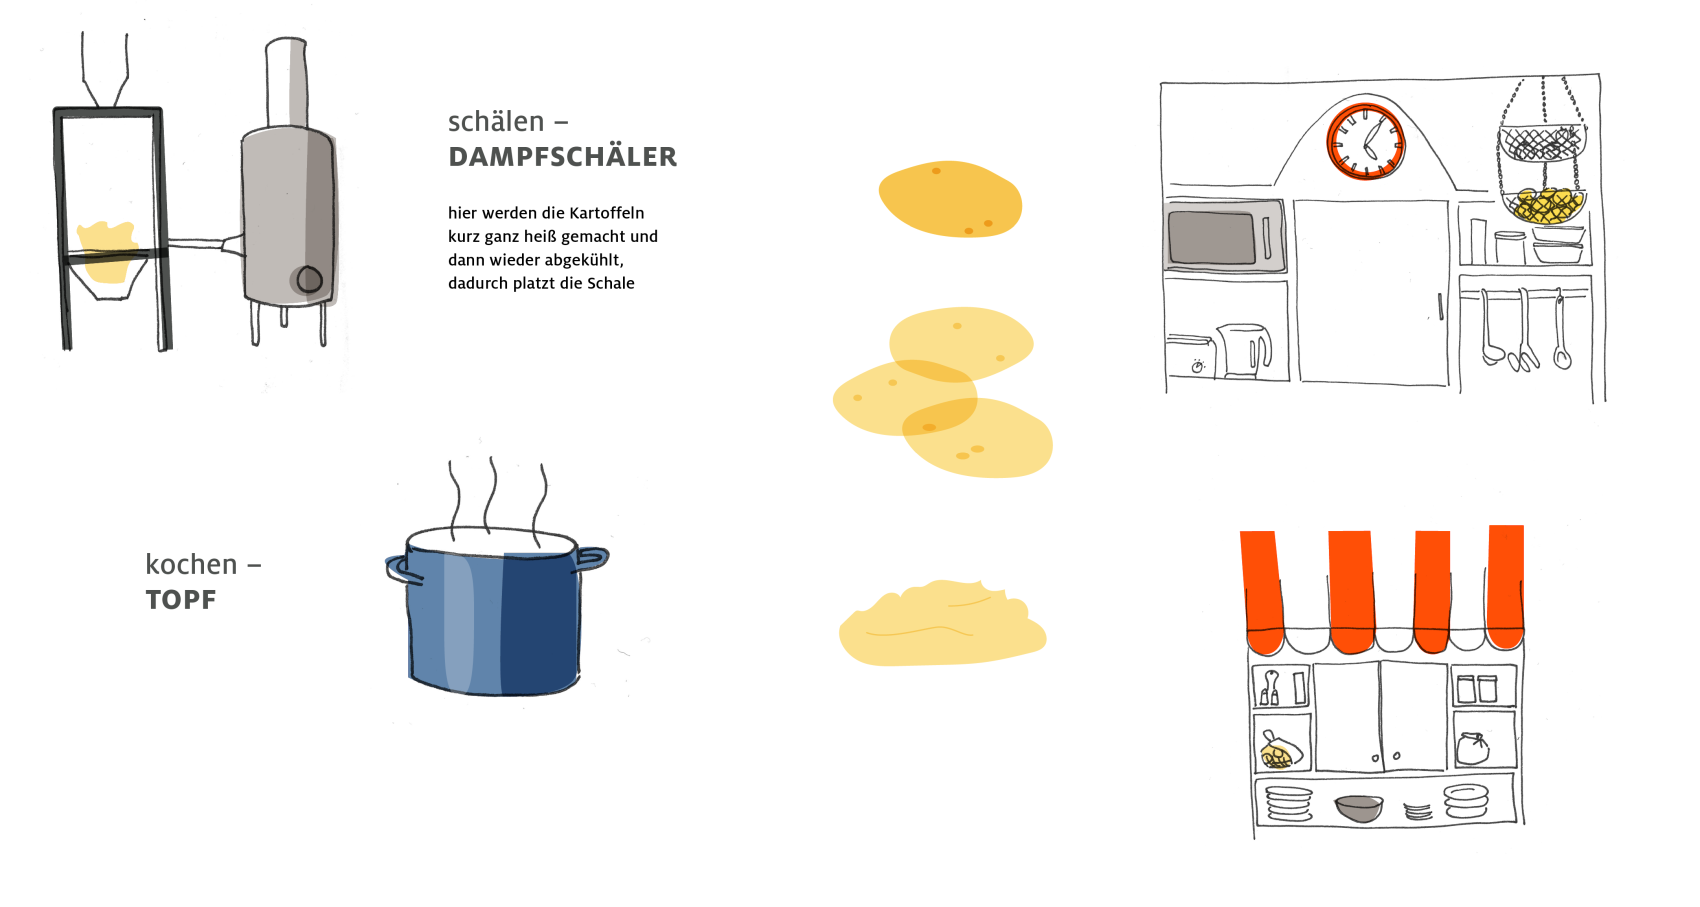 schälen –
DAMPFSCHÄLER
hier werden die Kartoffeln
kurz ganz heiß gemacht und
dann wieder abgekühlt,
dadurch platzt die Schale
kochen –
TOPF